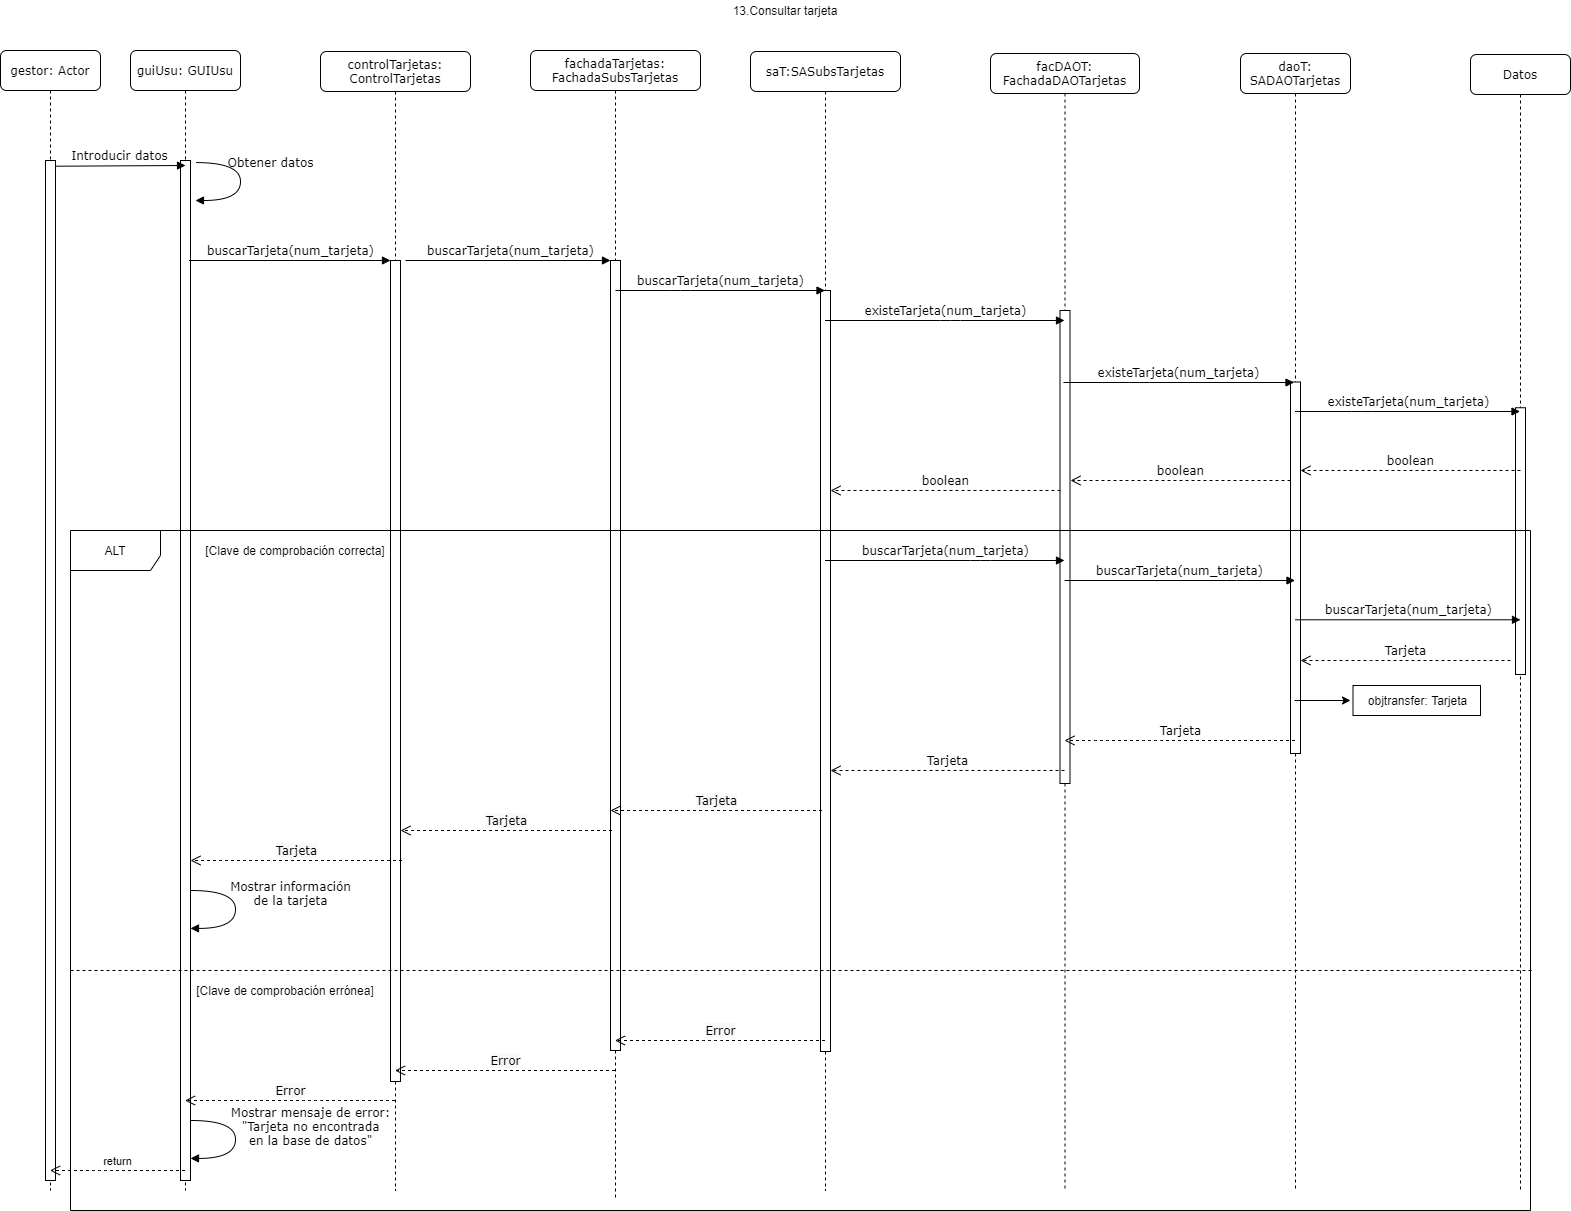 13.Consultar tarjeta
gestor: Actor
guiUsu: GUIUsu
controlTarjetas:
ControlTarjetas
fachadaTarjetas:
FachadaSubsTarjetas
saT:SASubsTarjetas
facDAOT:
FachadaDAOTarjetas
daoT:
SADAOTarjetas
Datos
Introducir datos
Obtener datos
buscarTarjeta(num_tarjeta)
buscarTarjeta(num_tarjeta)
buscarTarjeta(num_tarjeta)
existeTarjeta(num_tarjeta)
existeTarjeta(num_tarjeta)
existeTarjeta(num_tarjeta)
boolean
boolean
boolean
ALT
[Clave de comprobación correcta]
buscarTarjeta(num_tarjeta)
buscarTarjeta(num_tarjeta)
buscarTarjeta(num_tarjeta)
Tarjeta
objtransfer: Tarjeta
Tarjeta
Tarjeta
Tarjeta
Tarjeta
Tarjeta
Mostrar información
de la tarjeta
[Clave de comprobación errónea]
Error
Error
Error
Mostrar mensaje de error:
"Tarjeta no encontrada
en la base de datos"
return